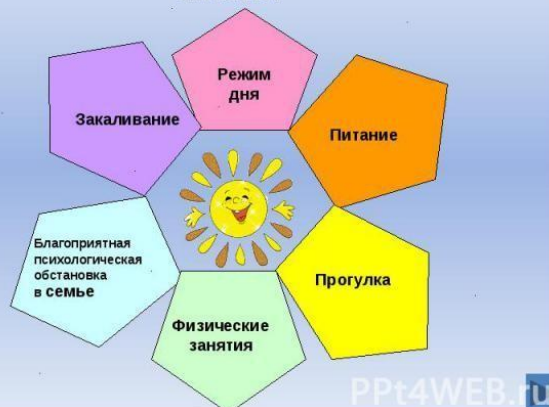 Режим
дня
Питание
Прогулка
Физические
занятия
Благоприятная
психологическая
обстановка
в семье
Закаливание
PPt4WEB.ru